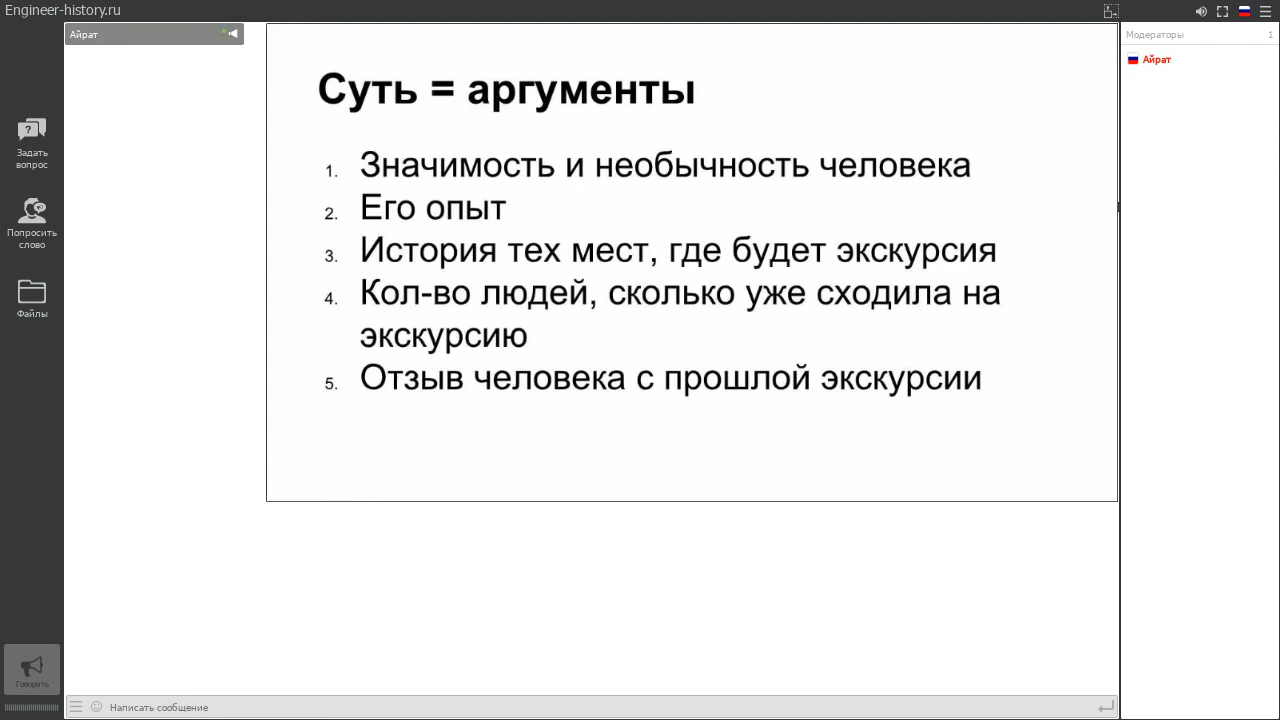 Engineer-history.ru
Айрат
Модераторы 1
Айрат
Задать
вопрос
Попросить
слово
Файлы
Суть = аргументы
1. Значимость и необычность человека
2. Его опыт
3. История тех мест, где будет экскурсия
4. Кол-во людей, сколько уже сходила на
экскурсию
5. Отзыв человека с прошлой экскурсии
Говорить
Написать сообщение